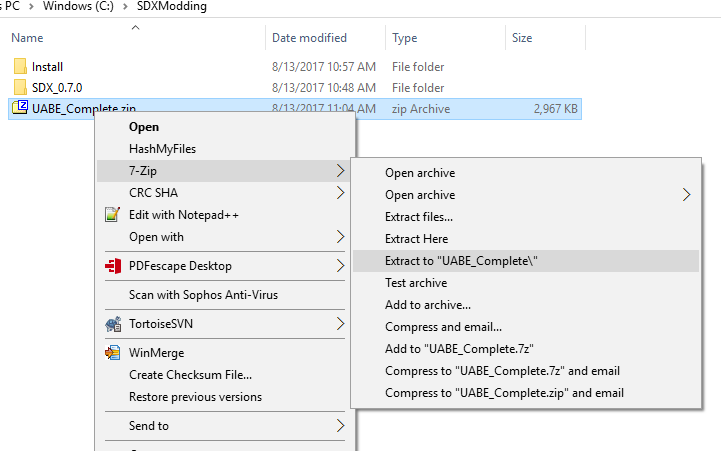 s PC > Windows (C:) > SDXModding
Name Date modified Type Size
Install 8/13/2017 10:57 AM File folder
SDX_0.7.0 8/13/2017 10:48 AM File folder
UABE_Complete.zip 8/13/2017 11:04 AM zip Archive 2,967 KB
Open
HashMyFiles
7-Zip
CRC SHA
Edit with Notepad++
Open with
PDFescape Desktop
Scan with Sophos Anti-Virus
TortoiseSVN
WinMerge
Create Checksum File...
Restore previous versions
Send to
Open archive
Open archive
Extract files...
Extract Here
Extract to "UABE_Complete\"
Test archive
Add to archive...
Compress and email...
Add to "UABE_Complete.7z"
Compress to "UABE_Complete.7z" and email
Compress to "UABE_Complete.zip" and email